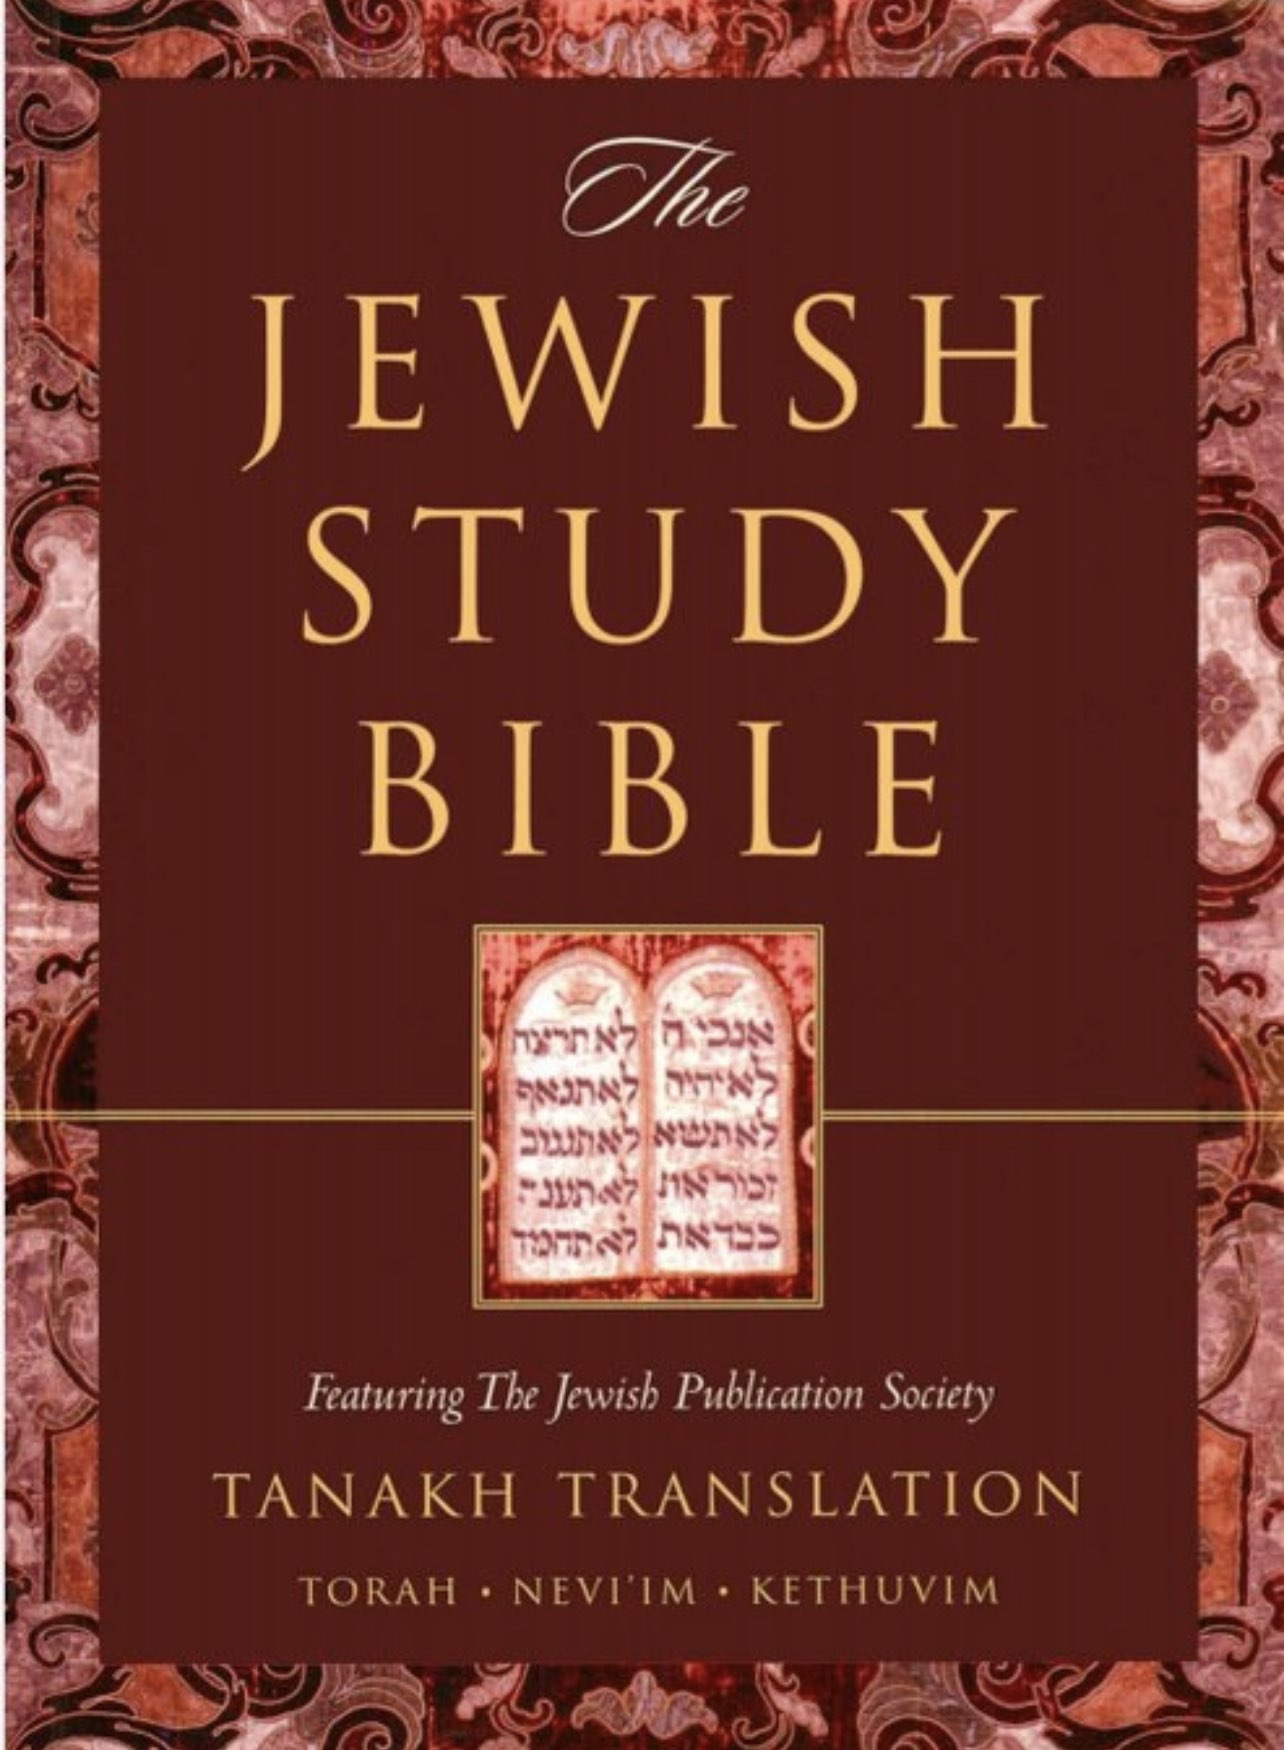 The
JEWISH
STUDY
BIBLE
אנכי ה
לא יהיה
לא תשא
זכור את
כבד את
לא תרצח
לא תנאף
לא תגנוב
לא תענה
לא תחמד
Featuring The Jewish Publication Society
TANAKH TRANSLATION
TORAH • NEVI'IM • KETHUVIM